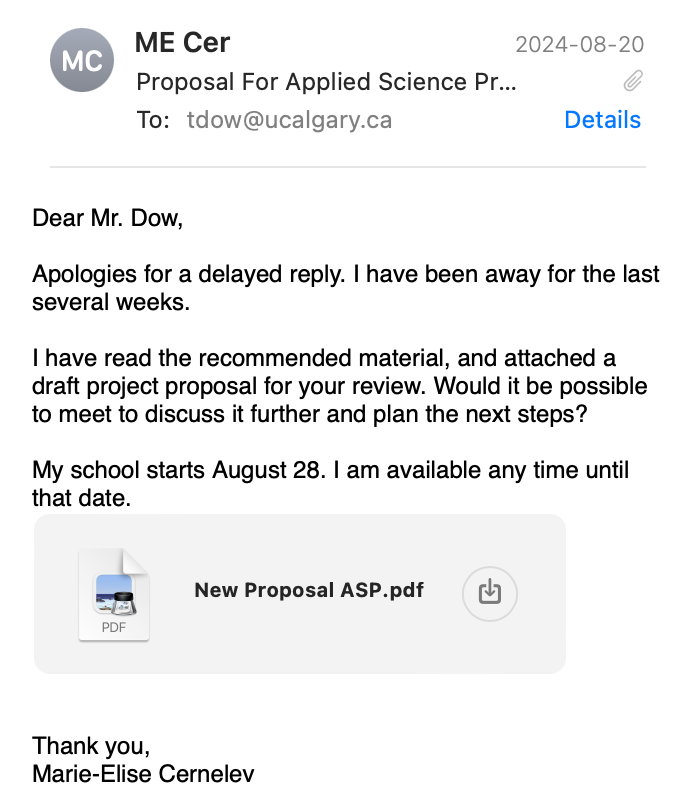 MC
ME Cer
2024-08-20
Proposal For Applied Science Pr...
To: tdow@ucalgary.ca
Details
Dear Mr. Dow,
Apologies for a delayed reply. I have been away for the last
several weeks.
I have read the recommended material, and attached a
draft project proposal for your review. Would it be possible
to meet to discuss it further and plan the next steps?
My school starts August 28. I am available any time until
that date.
PDF
New Proposal ASP.pdf
Thank you,
Marie-Elise Cernelev